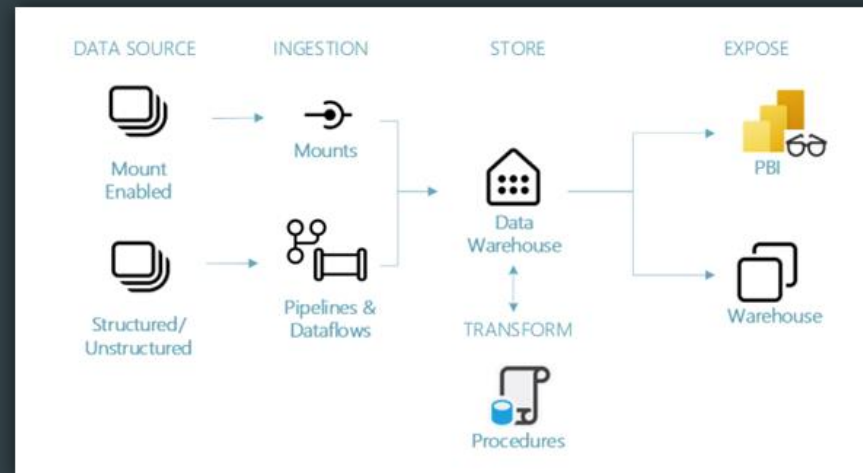 DATA SOURCE
INGESTION
STORE
EXPOSE
Mount
Enabled
Mounts
PBI
Data
Warehouse
Structured/
Unstructured
Pipelines &
Dataflows
Warehouse
TRANSFORM
Procedures